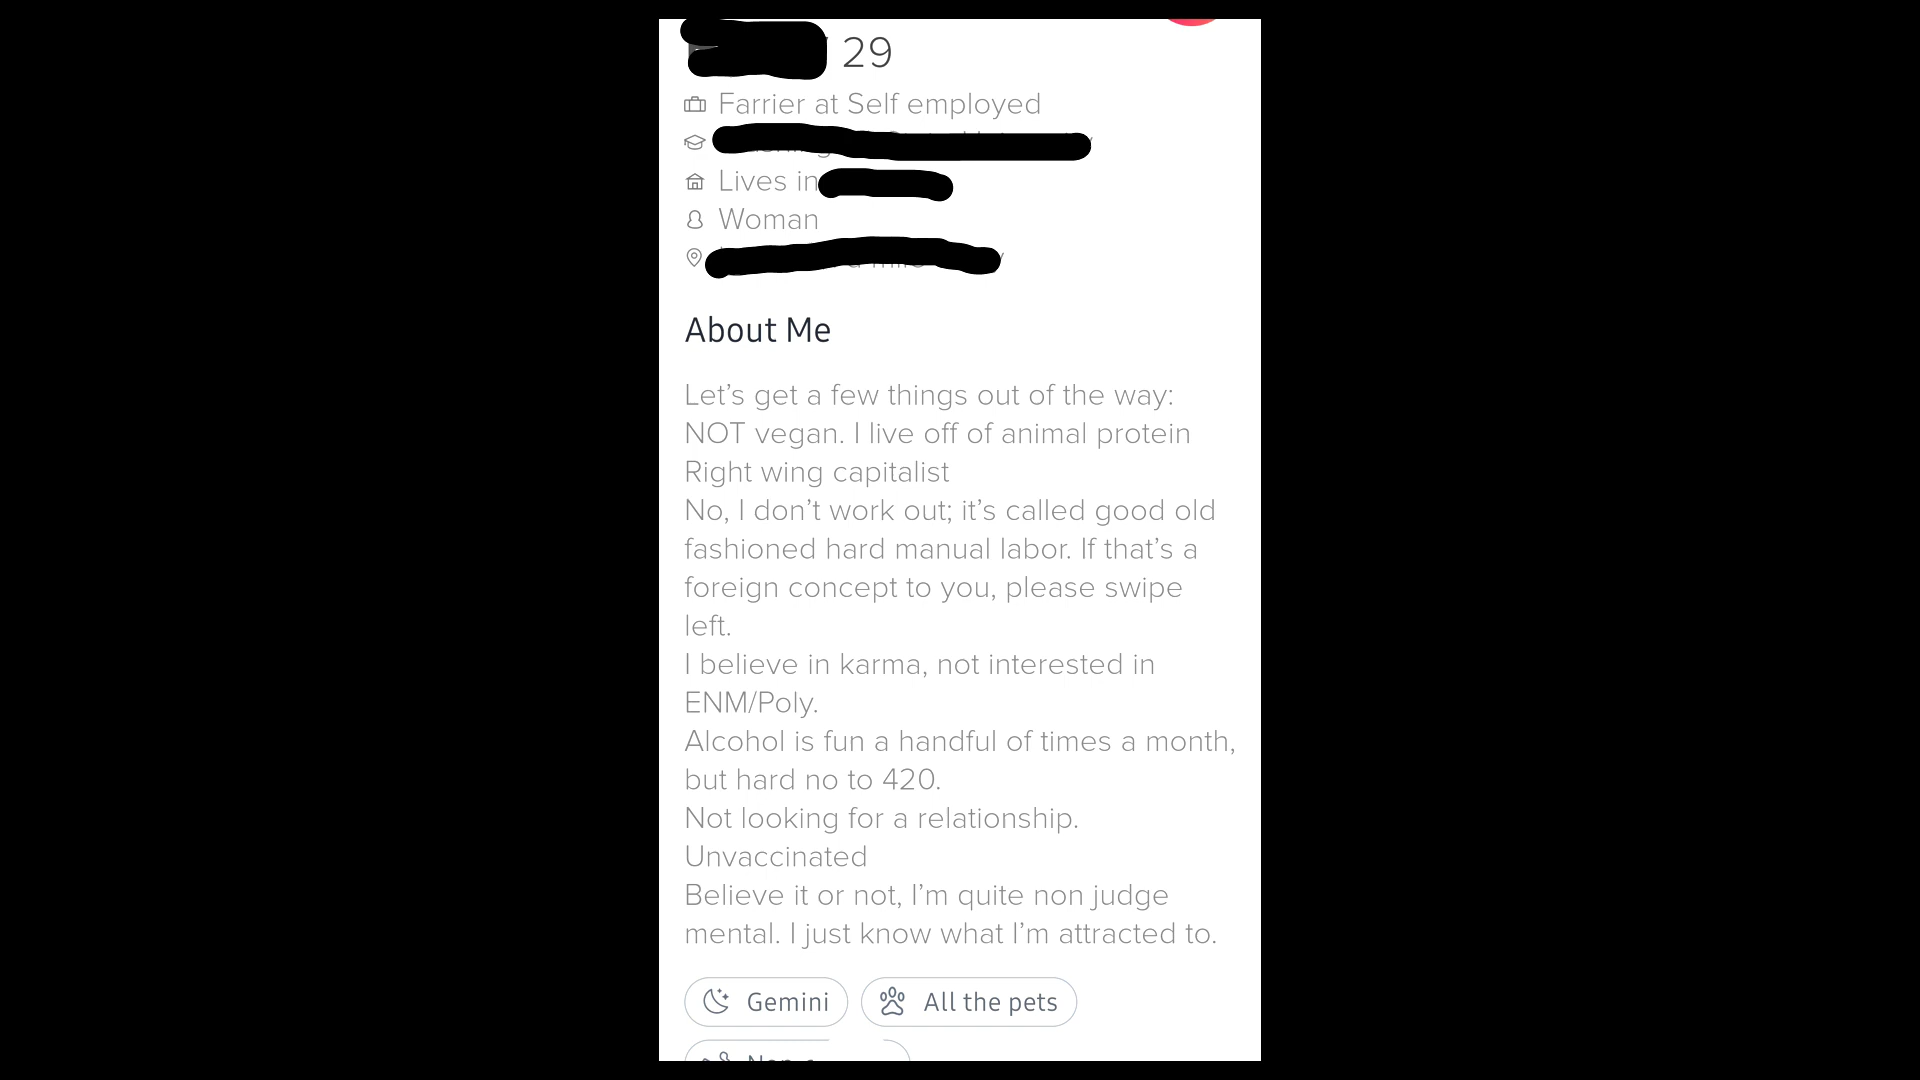 29
Farrier at Self employed
Lives in
Woman
About Me
Let’s get a few things out of the way:
NOT vegan. I live off of animal protein
Right wing capitalist
No, I don’t work out; it’s called good old
fashioned hard manual labor. If that’s a
foreign concept to you, please swipe
left.
I believe in karma, not interested in
ENM/Poly.
Alcohol is fun a handful of times a month,
but hard no to 420.
Not looking for a relationship.
Unvaccinated
Believe it or not, I’m quite non judge
mental. I just know what I’m attracted to.
Gemini
All the pets